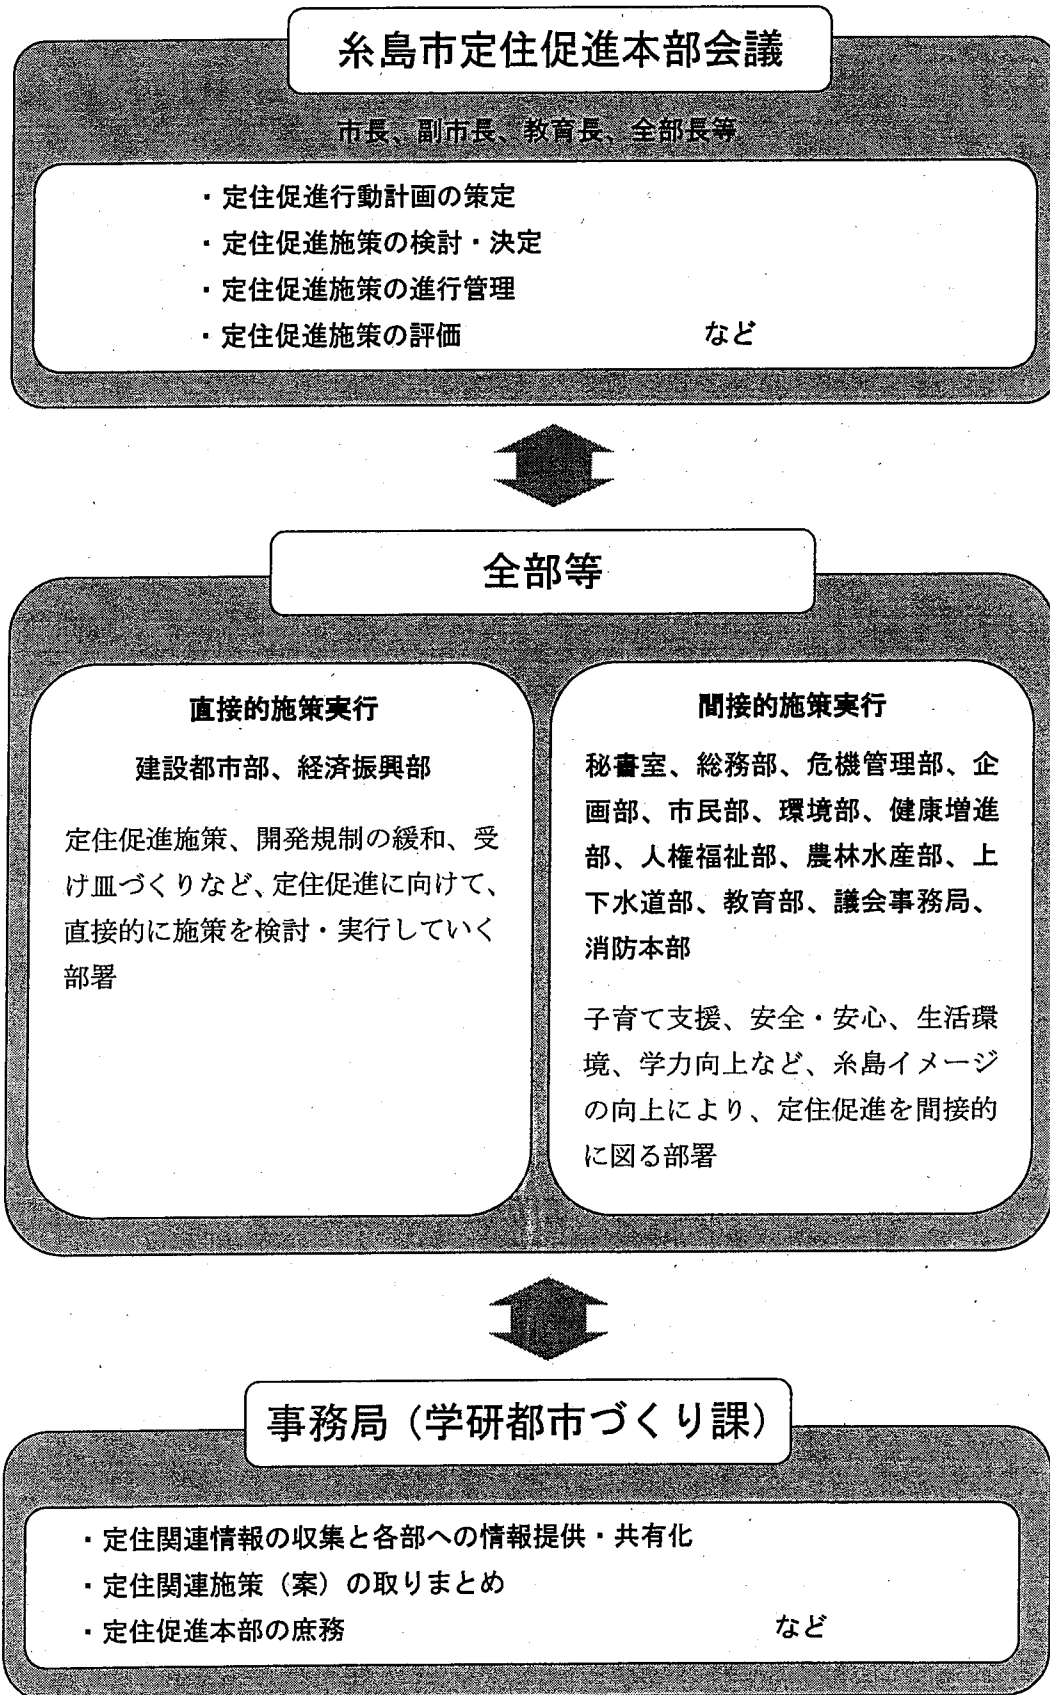 糸島市定住促進本部会議
市長、副市長、教育長、全部長等
・定住促進行動計画の策定
・定住促進施策の検討・決定
・定住促進施策の進行管理
・定住促進施策の評価 など
全部等
直接的施策実行
建設都市部、経済振興部
定住促進施策、開発規制の緩和、受
け皿づくりなど、定住促進に向けて、
直接的に施策を検討・実行していく
部署
間接的施策実行
秘書室、総務部、危機管理部、企
画部、市民部、環境部、健康増進
部、人権福祉部、農林水産部、上
下水道部、教育部、議会事務局、
消防本部
子育て支援、安全・安心、生活環
境、学力向上など、糸島イメージ
の向上により、定住促進を間接的
に図る部署
事務局（学研都市づくり課）
・定住関連情報の収集と各部への情報提供・共有化
・定住関連施策（案）の取りまとめ
・定住促進本部の庶務 など